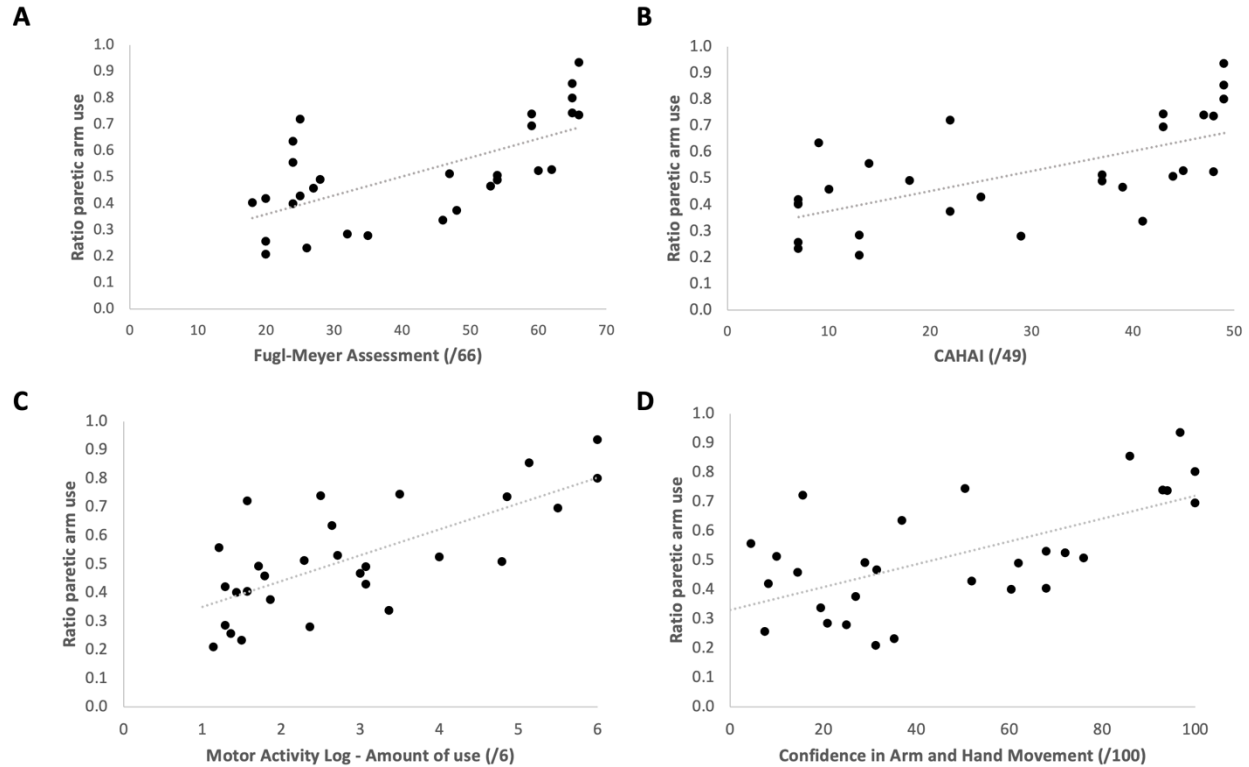 A
1.0
0.9
0.8
0.7
0.6
0.5
0.4
0.3
0.2
0.1
0.0
Ratio paretic arm use
0 10 20 30 40 50 60 70
Fugl-Meyer Assessment (/66)
B
1.0
0.9
0.8
0.7
0.6
0.5
0.4
0.3
0.2
0.1
0.0
Ratio paretic arm use
0 10 20 30 40 50
CAHAI (/49)
C
1.0
0.9
0.8
0.7
0.6
0.5
0.4
0.3
0.2
0.1
0.0
Ratio paretic arm use
0 1 2 3 4 5 6
Motor Activity Log - Amount of use (/6)
D
1.0
0.9
0.8
0.7
0.6
0.5
0.4
0.3
0.2
0.1
0.0
Ratio paretic arm use
0 20 40 60 80 100
Confidence in Arm and Hand Movement (/100)